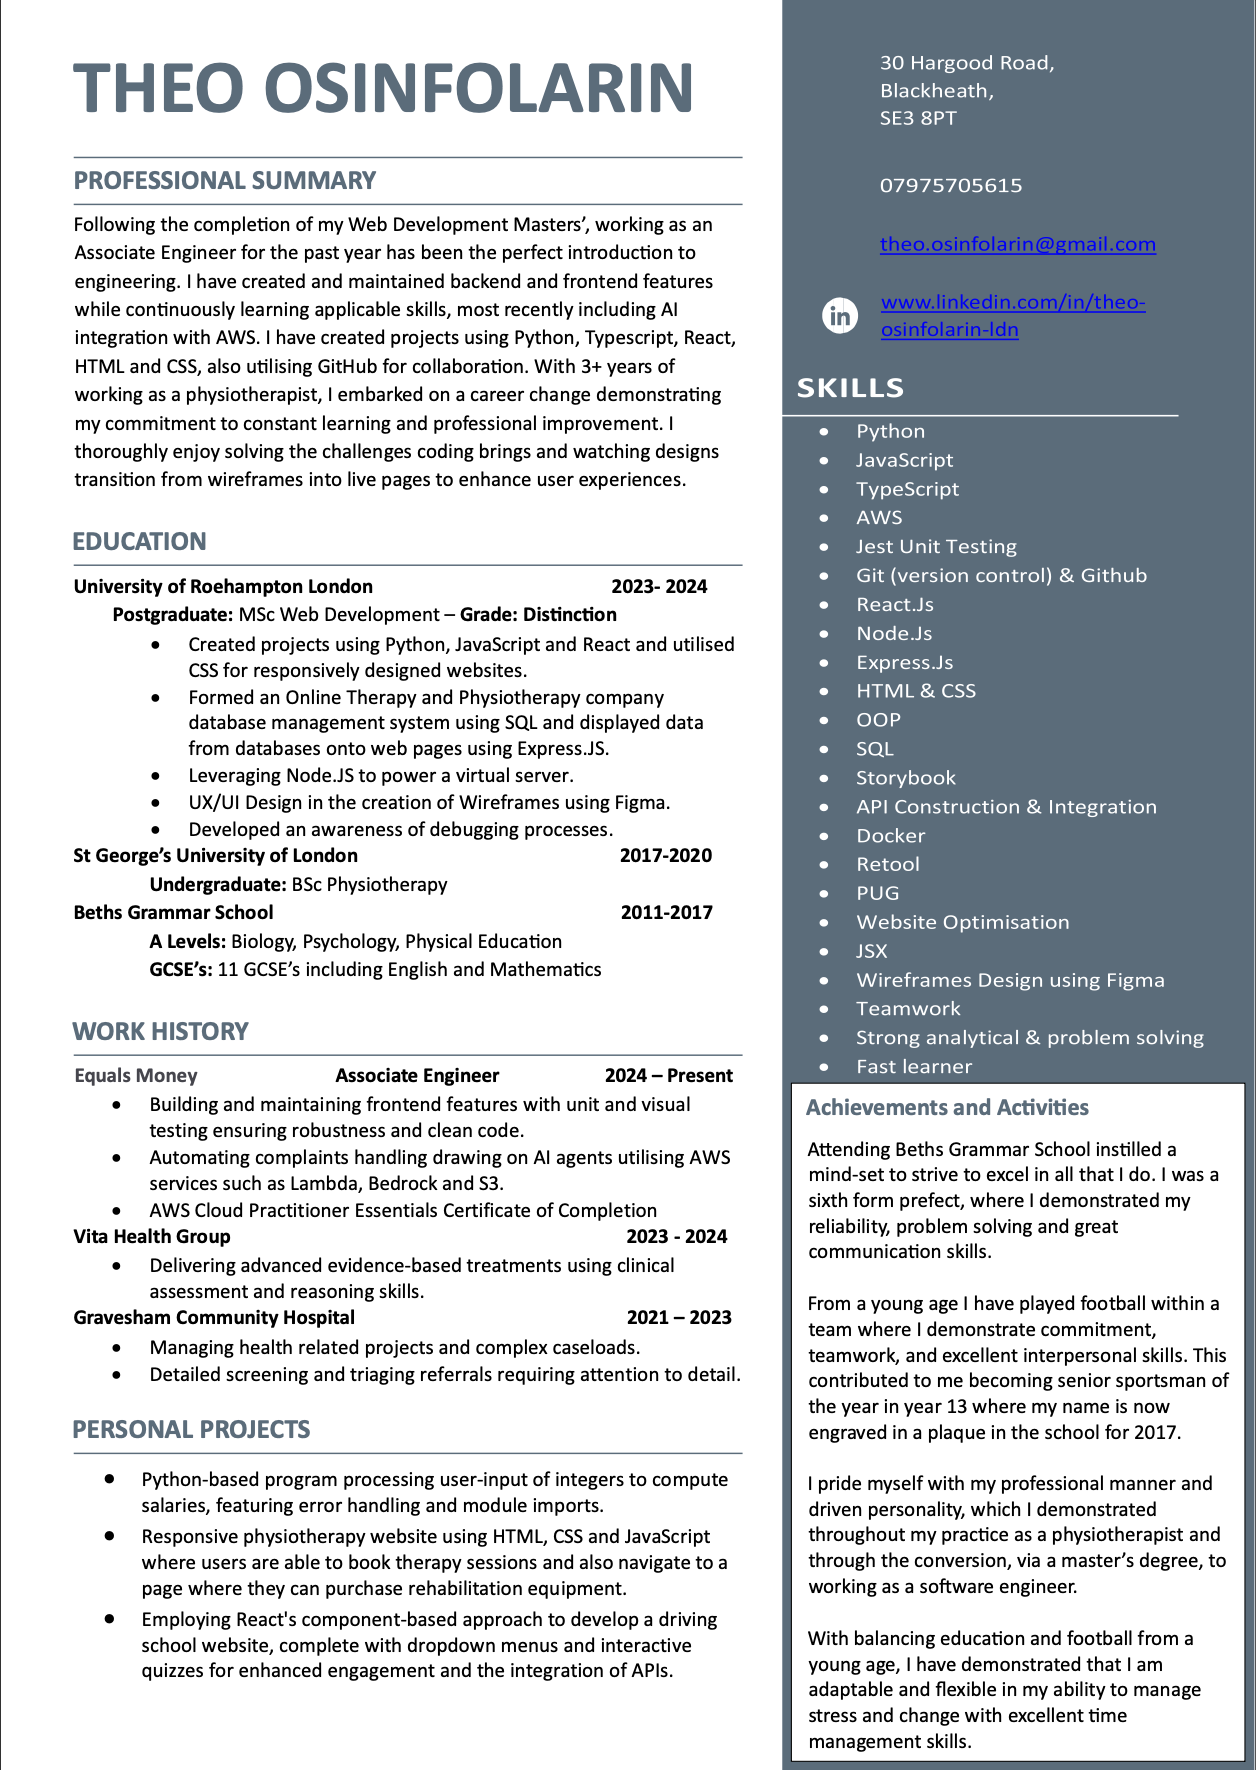 THEO OSINFOLARIN
PROFESSIONAL SUMMARY
Following the completion of my Web Development Masters’, working as an
Associate Engineer for the past year has been the perfect introduction to
engineering. I have created and maintained backend and frontend features
while continuously learning applicable skills, most recently including AI
integration with AWS. I have created projects using Python, Typescript, React,
HTML and CSS, also utilising GitHub for collaboration. With 3+ years of
working as a physiotherapist, I embarked on a career change demonstrating
my commitment to constant learning and professional improvement. I
thoroughly enjoy solving the challenges coding brings and watching designs
transition from wireframes into live pages to enhance user experiences.
EDUCATION
University of Roehampton London 2023- 2024
Postgraduate: MSc Web Development – Grade: Distinction
• Created projects using Python, JavaScript and React and utilised
CSS for responsively designed websites.
• Formed an Online Therapy and Physiotherapy company
database management system using SQL and displayed data
from databases onto web pages using Express.JS.
• Leveraging Node.JS to power a virtual server.
• UX/UI Design in the creation of Wireframes using Figma.
• Developed an awareness of debugging processes.
St George’s University of London 2017-2020
Undergraduate: BSc Physiotherapy
Beths Grammar School 2011-2017
A Levels: Biology, Psychology, Physical Education
GCSE’s: 11 GCSE’s including English and Mathematics
WORK HISTORY
Equals Money Associate Engineer 2024 – Present
• Building and maintaining frontend features with unit and visual
testing ensuring robustness and clean code.
• Automating complaints handling drawing on AI agents utilising AWS
services such as Lambda, Bedrock and S3.
• AWS Cloud Practitioner Essentials Certificate of Completion
Vita Health Group 2023 - 2024
• Delivering advanced evidence-based treatments using clinical
assessment and reasoning skills.
Gravesham Community Hospital 2021 – 2023
• Managing health related projects and complex caseloads.
• Detailed screening and triaging referrals requiring attention to detail.
PERSONAL PROJECTS
• Python-based program processing user-input of integers to compute
salaries, featuring error handling and module imports.
• Responsive physiotherapy website using HTML, CSS and JavaScript
where users are able to book therapy sessions and also navigate to a
page where they can purchase rehabilitation equipment.
• Employing React's component-based approach to develop a driving
school website, complete with dropdown menus and interactive
quizzes for enhanced engagement and the integration of APIs.
30 Hargood Road,
Blackheath,
SE3 8PT
07975705615
theo.osinfolarin@gmail.com
in
www.linkedin.com/in/theo-
osinfolarin-ldn
SKILLS
• Python
• JavaScript
• TypeScript
• AWS
• Jest Unit Testing
• Git (version control) & Github
• React.Js
• Node.Js
• Express.Js
• HTML & CSS
• OOP
• SQL
• Storybook
• API Construction & Integration
• Docker
• Retool
• PUG
• Website Optimisation
• JSX
• Wireframes Design using Figma
• Teamwork
• Strong analytical & problem solving
• Fast learner
Achievements and Activities
Attending Beths Grammar School instilled a
mind-set to strive to excel in all that I do. I was a
sixth form prefect, where I demonstrated my
reliability, problem solving and great
communication skills.
From a young age I have played football within a
team where I demonstrate commitment,
teamwork, and excellent interpersonal skills. This
contributed to me becoming senior sportsman of
the year in year 13 where my name is now
engraved in a plaque in the school for 2017.
I pride myself with my professional manner and
driven personality, which I demonstrated
throughout my practice as a physiotherapist and
through the conversion, via a master’s degree, to
working as a software engineer.
With balancing education and football from a
young age, I have demonstrated that I am
adaptable and flexible in my ability to manage
stress and change with excellent time
management skills.